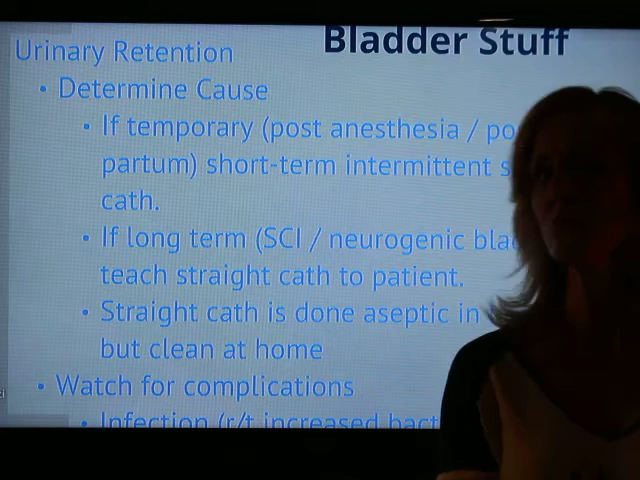 Bladder Stuff
Urinary Retention
• Determine Cause
• If temporary (post anesthesia /
partum) short-term intermittent
cath.
• If long term (SCI / neurogenic
teach straight cath to patient.
• Straight cath is done aseptic in
but clean at home
• Watch for complications
• Infection (r/t increased